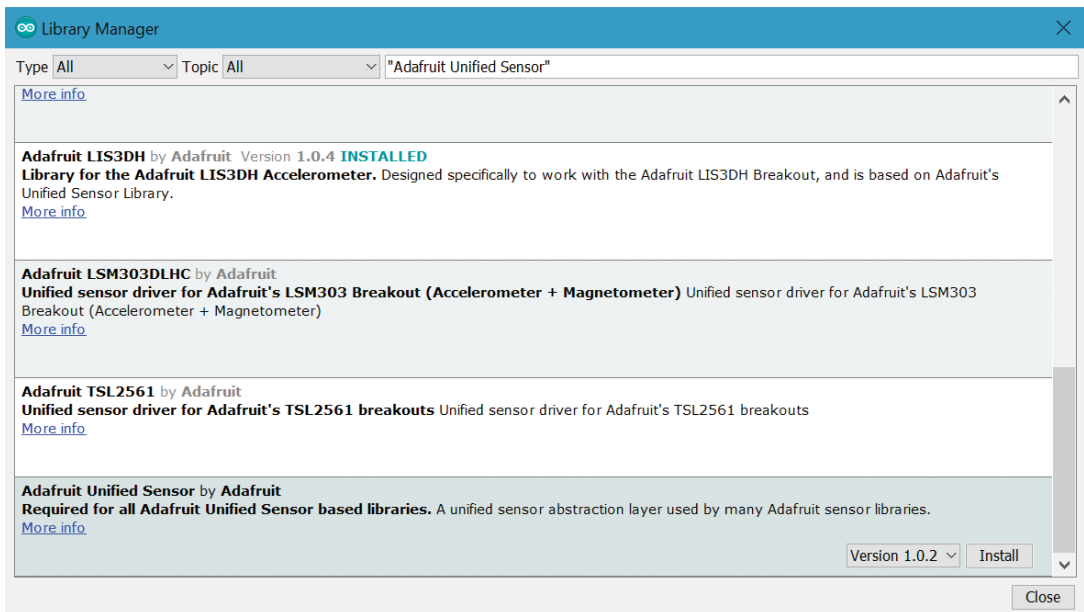 Library Manager
Type All Topic All "Adafruit Unified Sensor"
More info
Adafruit LIS3DH by Adafruit Version 1.0.4 INSTALLED
Library for the Adafruit LIS3DH Accelerometer. Designed specifically to work with the Adafruit LIS3DH Breakout, and is based on Adafruit's
Unified Sensor Library.
More info
Adafruit LSM303DLHC by Adafruit
Unified sensor driver for Adafruit's LSM303 Breakout (Accelerometer + Magnetometer) Unified sensor driver for Adafruit's LSM303
Breakout (Accelerometer + Magnetometer)
More info
Adafruit TSL2561 by Adafruit
Unified sensor driver for Adafruit's TSL2561 breakouts Unified sensor driver for Adafruit's TSL2561 breakouts
More info
Adafruit Unified Sensor by Adafruit
Required for all Adafruit Unified Sensor based libraries. A unified sensor abstraction layer used by many Adafruit sensor libraries.
More info
Version 1.0.2 Install
Close